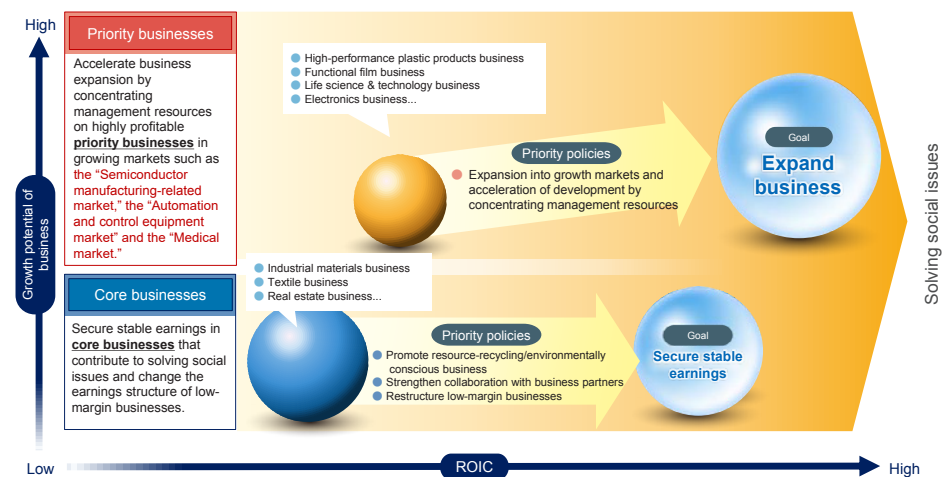 High
Growth potential of
business
Low
Priority businesses
Accelerate business
expansion by
concentrating
management resources
on highly profitable
priority businesses in
growing markets such as
the “Semiconductor
manufacturing-related
market,” the “Automation
and control equipment
market” and the “Medical
market.”
High-performance plastic products business
Functional film business
Life science & technology business
Electronics business...
Priority policies
Expansion into growth markets and
acceleration of development by
concentrating management resources
Goal
Expand
business
Core businesses
Secure stable earnings in
core businesses that
contribute to solving social
issues and change the
earnings structure of low-
margin businesses.
Industrial materials business
Textile business
Real estate business...
Priority policies
Promote resource-recycling/environmentally
conscious business
Strengthen collaboration with business partners
Restructure low-margin businesses
Goal
Secure stable
earnings
Solving social issues
ROIC
High